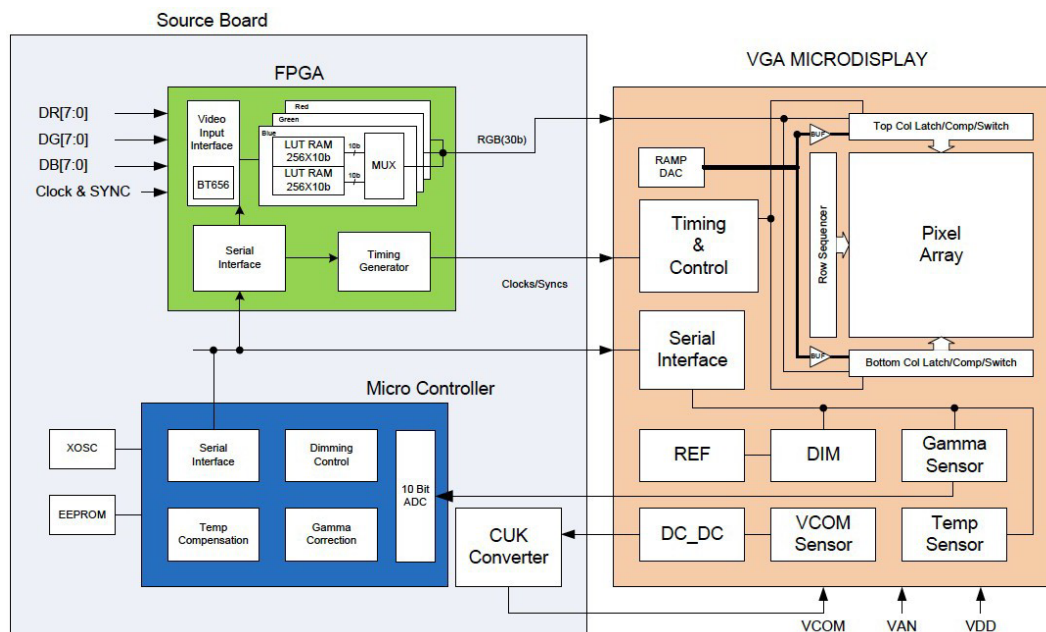 Source Board
FPGA
VGA MICRODISPLAY
DR[7:0]
DG[7:0]
DB[7:0]
Clock & SYNC
Video
Input
Interface
BT656
Red
Green
Blue
LUT RAM
256X10b
10b
LUT RAM
256X10b
10b
MUX
RGB(30b)
Serial
Interface
Timing
Generator
Clocks/Syncs
RAMP
DAC
BUF
Top Col Latch/Comp/Switch
Timing
&
Control
Row Sequencer
Pixel
Array
BUF
Bottom Col Latch/Comp/Switch
Serial
Interface
Micro Controller
XOSC
EEPROM
Serial
Interface
Dimming
Control
10 Bit
ADC
Temp
Compensation
Gamma
Correction
CUK
Converter
REF
DIM
Gamma
Sensor
DC_DC
VCOM
Sensor
Temp
Sensor
VCOM
VAN
VDD